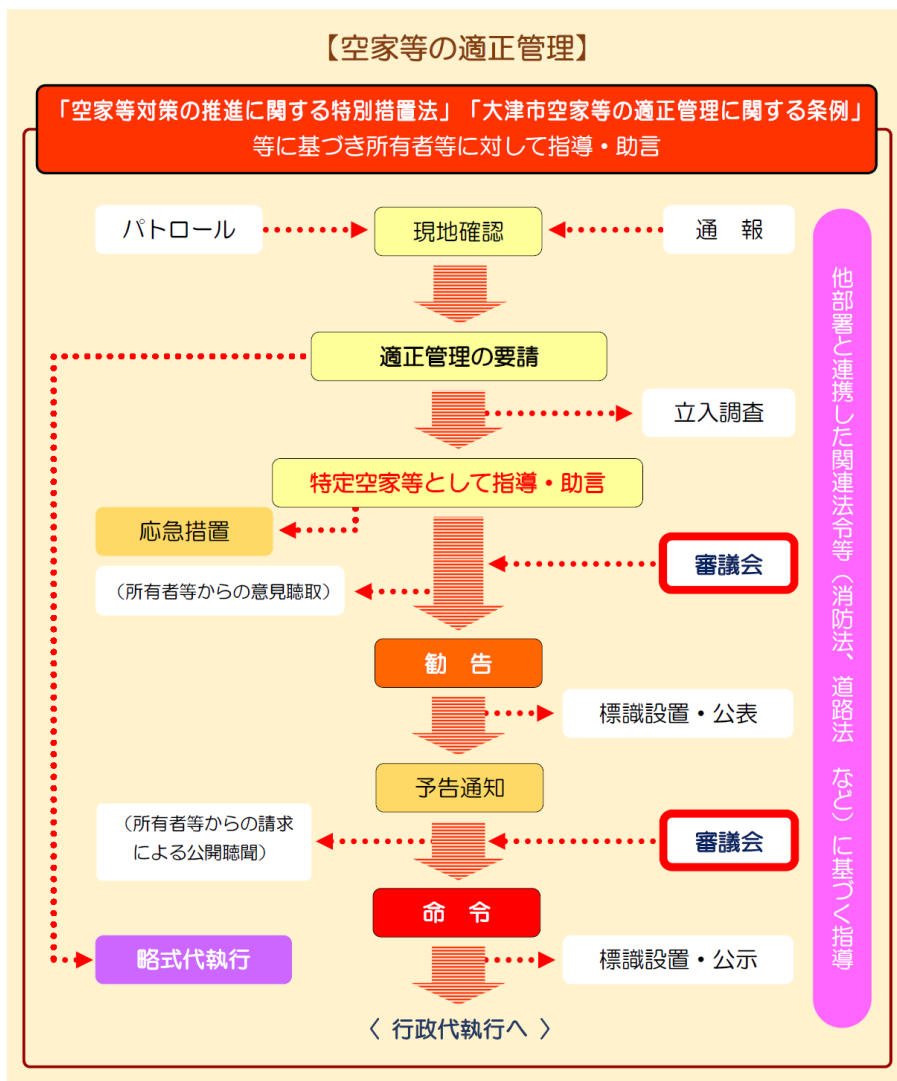 【空家等の適正管理】
「空家等対策の推進に関する特別措置法」「大津市空家等の適正管理に関する条例」
等に基づき所有者等に対して指導・助言
パトロール
現地確認
通　報
適正管理の要請
立入調査
特定空家等として指導・助言
応急措置
審議会
（所有者等からの意見聴取）
勧　告
標識設置・公表
予告通知
（所有者等からの請求
による公開聴聞）
審議会
命　令
略式代執行
標識設置・公示
〈 行政代執行へ 〉
他部署と連携した関連法令等（消防法、道路法　など）に基づく指導